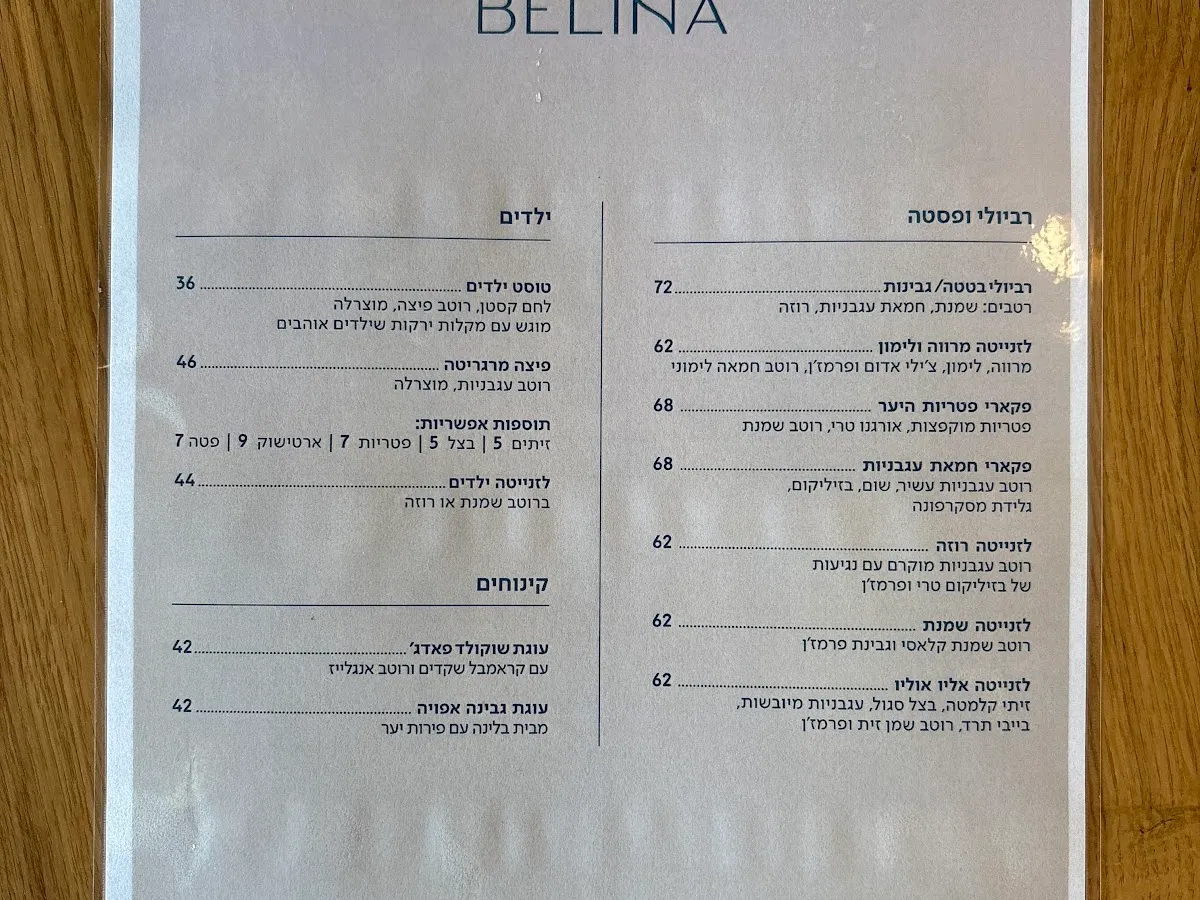 BELINA
רביולי ופסטה
רביולי בטטה/ גבינות 72
רטבים: שמנת, חמאת עגבניות, רוזה
לזנייטה מרווה ולימון 62
מרווה, לימון, צ'ילי אדום ופרמז'ן, רוטב חמאה לימוני
פקארי פטריות היער 68
פטריות מוקפצות, אורגנו טרי, רוטב שמנת
פקארי חמאת עגבניות 68
רוטב עגבניות עשיר, שום, בזיליקום,
גלידת מסקרפונה
לזנייטה רוזה 62
רוטב עגבניות מוקרם עם נגיעות
של בזיליקום טרי ופרמז'ן
לזנייטה שמנת 62
רוטב שמנת קלאסי וגבינת פרמז'ן
לזנייטה אליו אוליו 62
זיתי קלמטה, בצל סגול, עגבניות מיובשות,
בייבי תרד, רוטב שמן זית ופרמז'ן
ילדים
טוסט ילדים 36
לחם קסטן, רוטב פיצה, מוצרלה
מוגש עם מקלות ירקות שילדים אוהבים
פיצה מרגריטה 46
רוטב עגבניות, מוצרלה
תוספות אפשריות:
זיתים 5 | בצל 5 | פטריות 7 | ארטישוק 9 | פטה 7
לזנייטה ילדים 44
ברוטב שמנת או רוזה
קינוחים
עוגת שוקולד פאדג' 42
עם קראמבל שקדים ורוטב אנגלייז
עוגת גבינה אפויה 42
מבית בלינה עם פירות יער